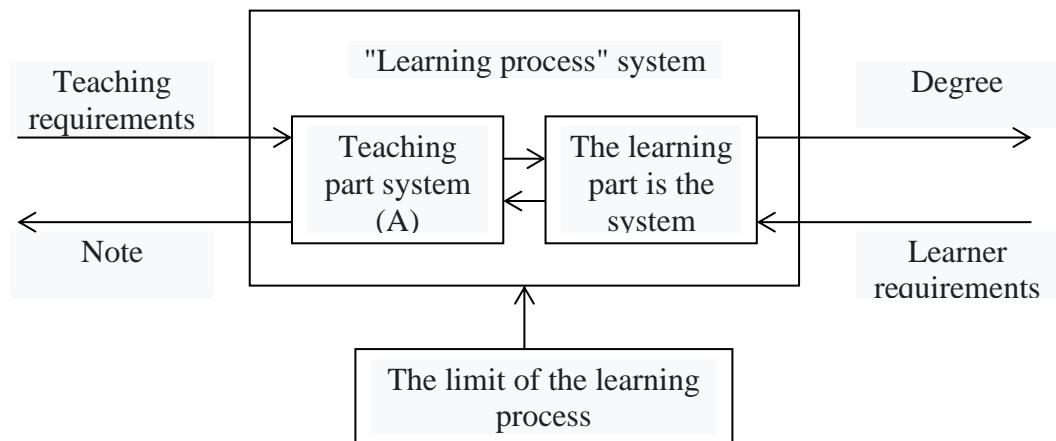 "Learning process" system
Teaching
requirements
Degree
Teaching
part system
(A)
The learning
part is the
system
Note
Learner
requirements
The limit of the learning
process